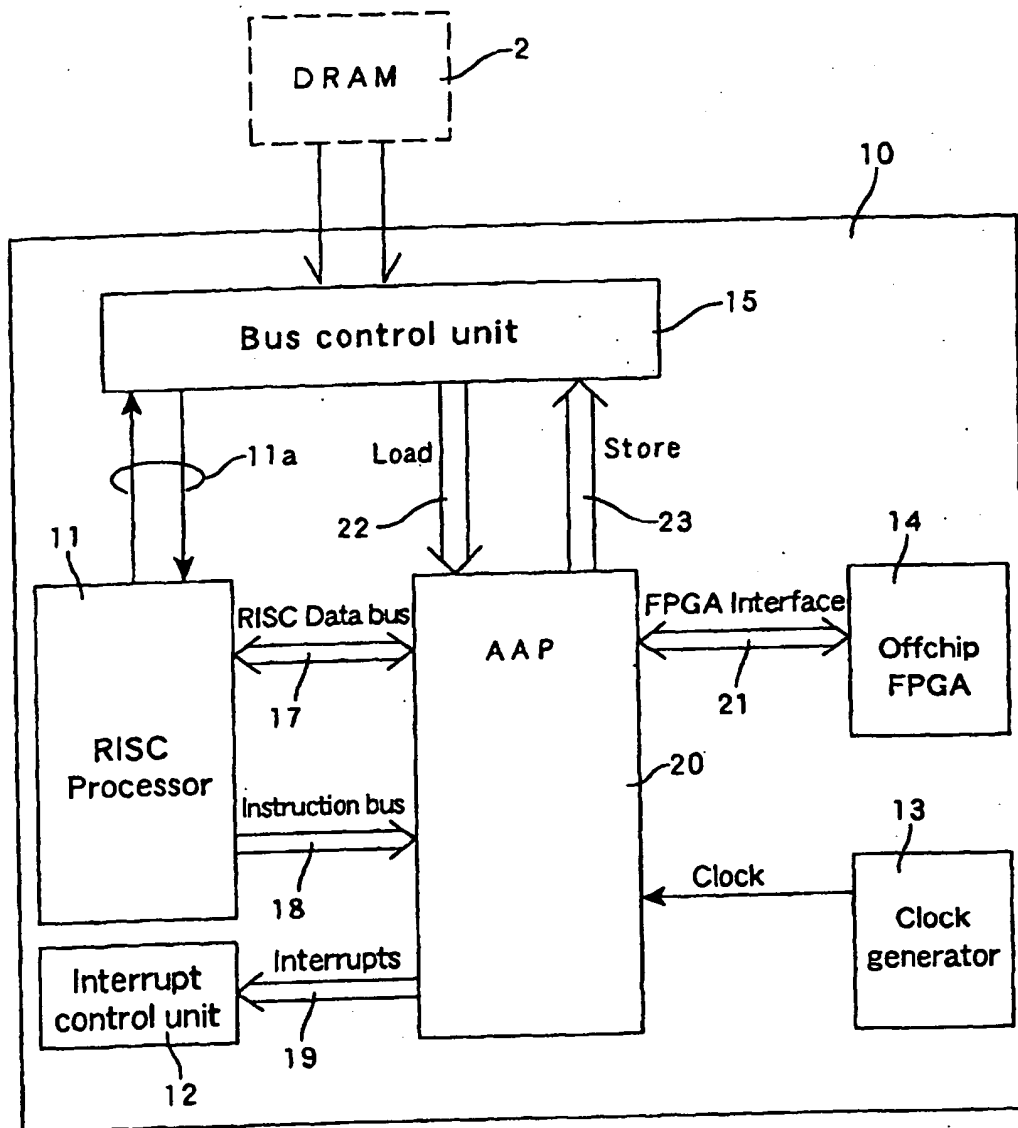 DRAM
2
10
Bus control unit
15
11a
Load
Store
22
23
11
14
RISC Data bus
FPGA Interface
AAP
Offchip
FPGA
17
21
RISC
Processor
20
Instruction bus
13
18
Clock
Clock
generator
Interrupts
Interrupt
control unit
19
12